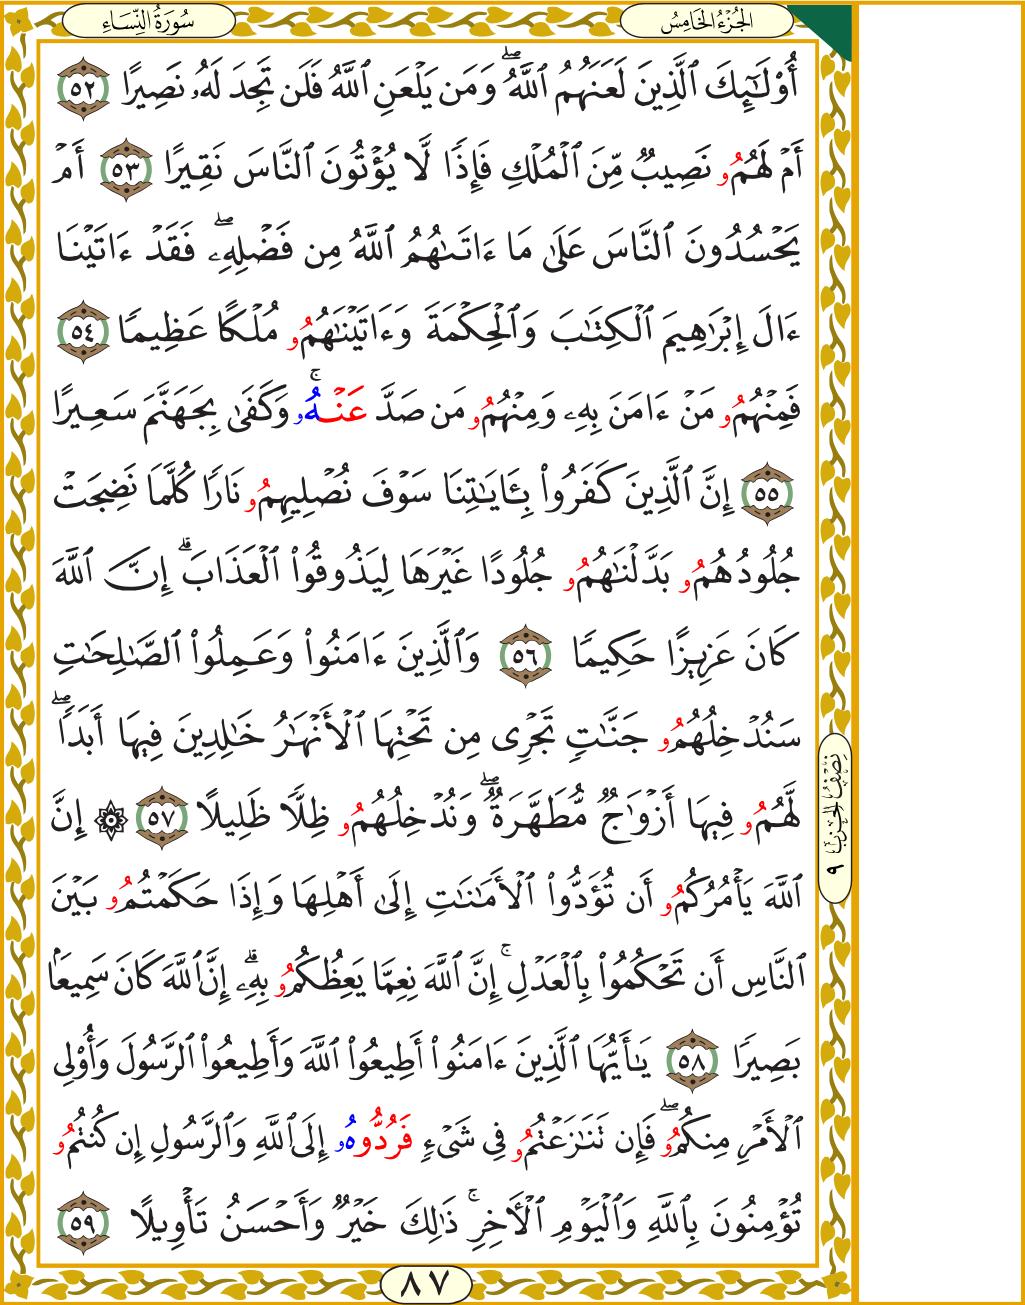 الجُزْءُ الخَامِسُ
سُورَةُ النِّسَاءِ
أُوْلَـٰٓئِكَ ٱلَّذِينَ لَعَنَهُمُ ٱللَّهُۖ وَمَن يَلْعَنِ ٱللَّهُ فَلَن تَجِدَ لَهُۥ نَصِيرًا ٥٢
أَمْ لَهُمُۥ نَصِيبٌ مِّنَ ٱلْمُلْكِ فَإِذًا لَّا يُؤْتُونَ ٱلنَّاسَ نَقِيرًا ٥٣ أَمْ
يَحْسُدُونَ ٱلنَّاسَ عَلَىٰ مَا ءَاتَىٰهُمُ ٱللَّهُ مِن فَضْلِهِۦۖ فَقَدْ ءَاتَيْنَا
ءَالَ إِبْرَٰهِيمَ ٱلْكِتَـٰبَ وَٱلْحِكْمَةَ وَءَاتَيْنَـٰهُمُۥ مُلْكًا عَظِيمًا ٥٤
فَمِنْهُمُۥ مَنْ ءَامَنَ بِهِۦ وَمِنْهُمُۥ مَن صَدَّ عَنْهُۥۚ وَكَفَىٰ بِجَهَنَّمَ سَعِيرًا
٥٥ إِنَّ ٱلَّذِينَ كَفَرُوا۟ بِـَٔايَـٰتِنَا سَوْفَ نُصْلِيهِمُۥ نَارًا كُلَّمَا نَضِجَتْ
جُلُودُهُمُۥ بَدَّلْنَـٰهُمُۥ جُلُودًا غَيْرَهَا لِيَذُوقُوا۟ ٱلْعَذَابَۗ إِنَّ ٱللَّهَ
كَانَ عَزِيزًا حَكِيمًا ٥٦ وَٱلَّذِينَ ءَامَنُوا۟ وَعَمِلُوا۟ ٱلصَّـٰلِحَـٰتِ
سَنُدْخِلُهُمُۥ جَنَّـٰتٍ تَجْرِى مِن تَحْتِهَا ٱلْأَنْهَـٰرُ خَـٰلِدِينَ فِيهَا أَبَدًاۖ
لَّهُمُۥ فِيهَا أَزْوَٰجٌ مُّطَهَّرَةٌۖ وَنُدْخِلُهُمُۥ ظِلًّا ظَلِيلًا ٥٧ ۞ إِنَّ
ٱللَّهَ يَأْمُرُكُمُۥ أَن تُؤَدُّوا۟ ٱلْأَمَـٰنَـٰتِ إِلَىٰ أَهْلِهَا وَإِذَا حَكَمْتُمُۥ بَيْنَ
ٱلنَّاسِ أَن تَحْكُمُوا۟ بِٱلْعَدْلِۚ إِنَّ ٱللَّهَ نِعِمَّا يَعِظُكُمُۥ بِهِۦۗ إِنَّ ٱللَّهَ كَانَ سَمِيعًۢا
بَصِيرًا ٥٨ يَـٰٓأَيُّهَا ٱلَّذِينَ ءَامَنُوا۟ أَطِيعُوا۟ ٱللَّهَ وَأَطِيعُوا۟ ٱلرَّسُولَ وَأُو۟لِى
ٱلْأَمْرِ مِنكُمُۥۖ فَإِن تَنَـٰزَعْتُمُۥ فِى شَىْءٍ فَرُدُّوهُۥ إِلَى ٱللَّهِ وَٱلرَّسُولِ إِن كُنتُمُۥ
تُؤْمِنُونَ بِٱللَّهِ وَٱلْيَوْمِ ٱلْـَٔاخِرِۚ ذَٰلِكَ خَيْرٌ وَأَحْسَنُ تَأْوِيلًا ٥٩
نِصْفُ الحِزْبِ ٩
٨٧